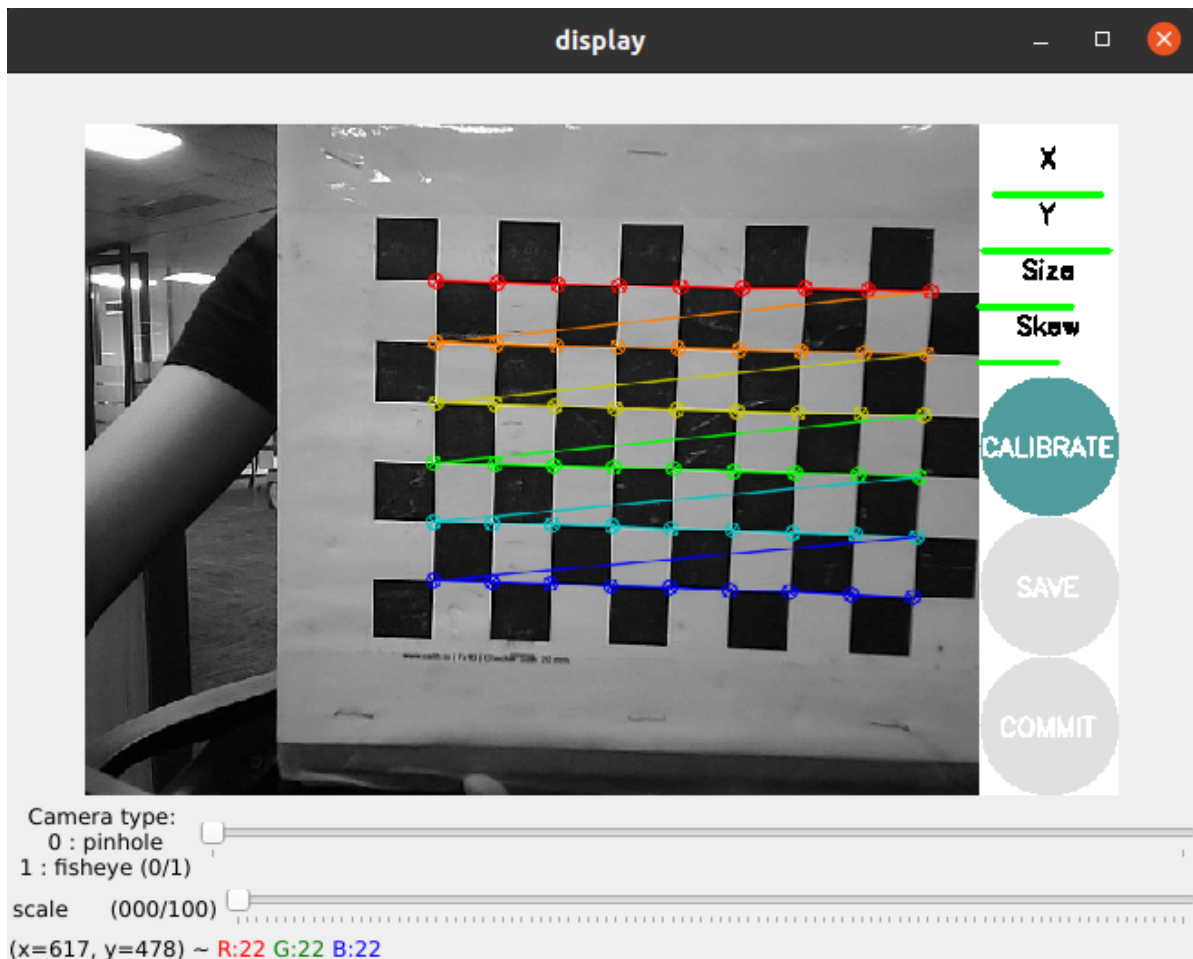 display
X
Y
Size
Skew
CALIBRATE
SAVE
COMMIT
Camera type:
0 : pinhole
1 : fisheye (0/1)
scale (000/100)
(x=617, y=478) ~ R:22 G:22 B:22